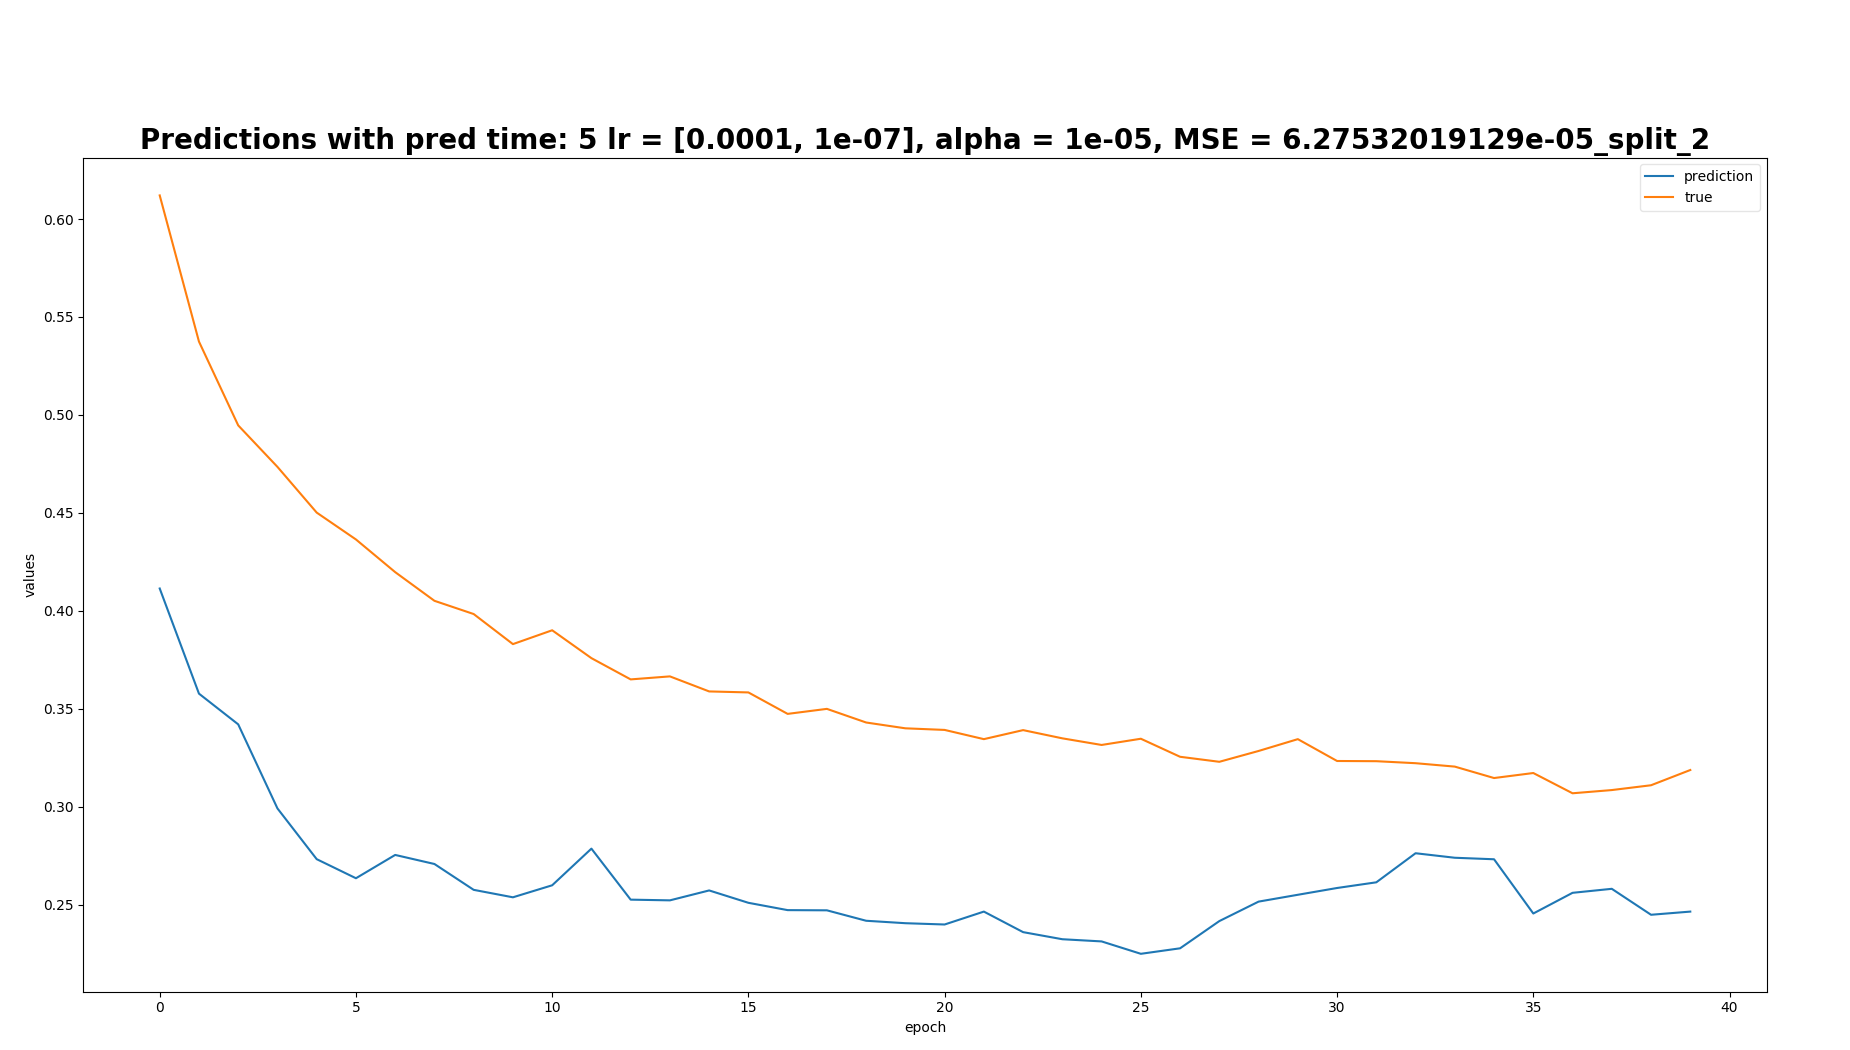 Predictions with pred time: 5 lr = [0.0001, 1e-07], alpha = 1e-05, MSE = 6.27532019129e-05_split_2
prediction
true
values
0.60
0.55
0.50
0.45
0.40
0.35
0.30
0.25
0 5 10 15 20 25 30 35 40
epoch